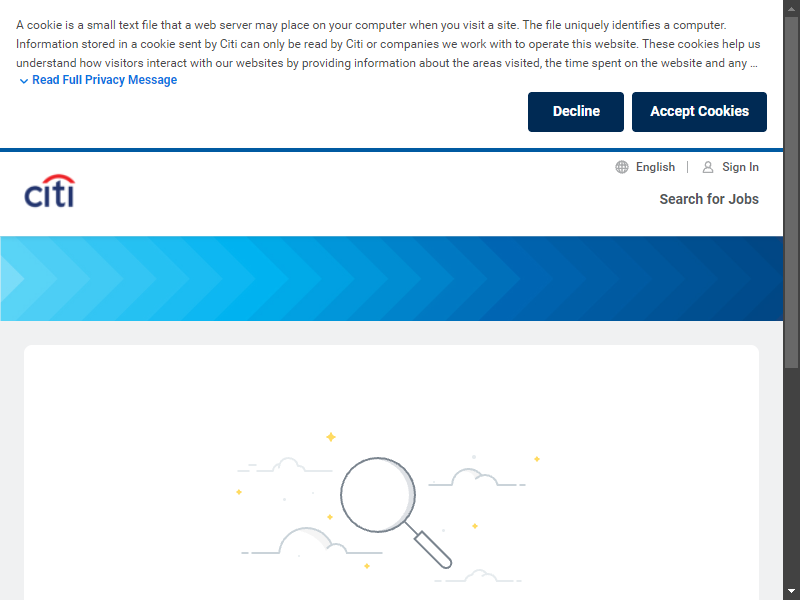 A cookie is a small text file that a web server may place on your computer when you visit a site. The file uniquely identifies a computer.
Information stored in a cookie sent by Citi can only be read by Citi or companies we work with to operate this website. These cookies help us
understand how visitors interact with our websites by providing information about the areas visited, the time spent on the website and any ...
Read Full Privacy Message
Decline
Accept Cookies
English
Sign In
citi
Search for Jobs